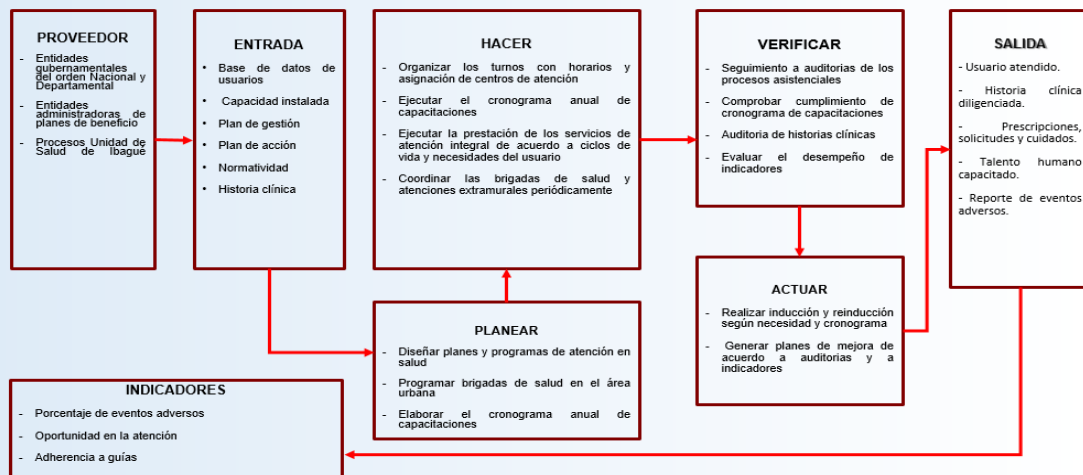 PROVEEDOR
- Entidades
gubernamentales
del orden Nacional y
Departamental
- Entidades
administradoras de
planes de beneficio
- Procesos Unidad de
Salud de Ibagué
ENTRADA
• Base de datos de
usuarios
• Capacidad instalada
• Plan de gestión
• Plan de acción
• Normatividad
• Historia clínica
HACER
- Organizar los turnos con horarios y
asignación de centros de atención
- Ejecutar el cronograma anual de
capacitaciones
- Ejecutar la prestación de los servicios de
atención integral de acuerdo a ciclos de
vida y necesidades del usuario
- Coordinar las brigadas de salud y
atenciones extramurales periódicamente
VERIFICAR
- Seguimiento a auditorias de los
procesos asistenciales
- Comprobar cumplimiento de
cronograma de capacitaciones
- Auditoria de historias clínicas
- Evaluar el desempeño de
indicadores
SALIDA
- Usuario atendido.
- Historia clínica
diligenciada.
- Prescripciones,
solicitudes y cuidados.
- Talento humano
capacitado.
- Reporte de eventos
adversos.
PLANEAR
- Diseñar planes y programas de atención en
salud
- Programar brigadas de salud en el área
urbana
- Elaborar el cronograma anual de
capacitaciones
ACTUAR
- Realizar inducción y reinducción
según necesidad y cronograma
- Generar planes de mejora de
acuerdo a auditorias y a
indicadores
INDICADORES
- Porcentaje de eventos adversos
- Oportunidad en la atención
- Adherencia a guías